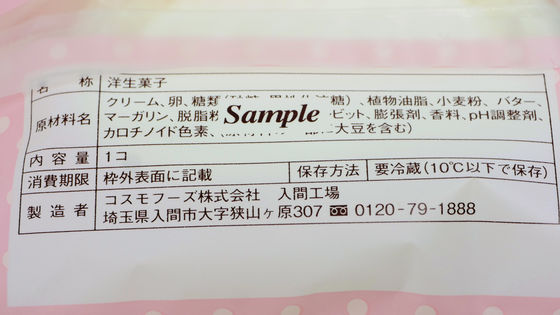 名 称 洋生菓子
原材料名 クリーム、卵、糖類 糖)、植物油脂、小麦粉、バター、
マーガリン、脱脂粉 Sample ビット、膨張剤、香料、pH調整剤、
カロチノイド色素、 に大豆を含む)
内容量 1コ
消費期限 枠外表面に記載 保存方法 要冷蔵(10℃以下で保存)
製造者 コスモフーズ株式会社 入間工場
埼玉県入間市大字狭山ヶ原307 0120-79-1888